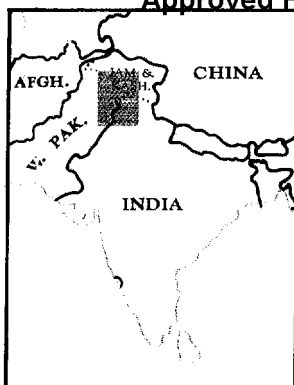 Approved F
JAM &
KASH.
CHINA
AFGH.
W. PAK.
INDIA